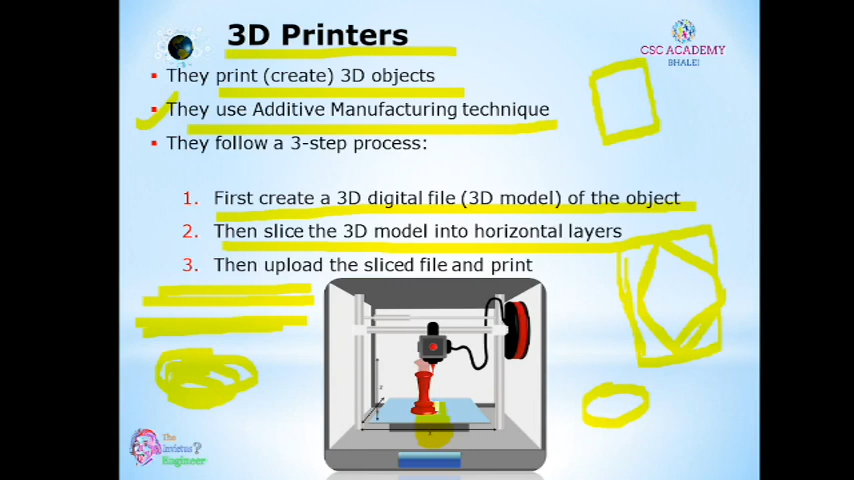 3D Printers
CSC ACADEMY
BHALEI
▪ They print (create) 3D objects
▪ They use Additive Manufacturing technique
▪ They follow a 3-step process:
1. First create a 3D digital file (3D model) of the object
2. Then slice the 3D model into horizontal layers
3. Then upload the sliced file and print
z
x
The
Invictus?
Engineer